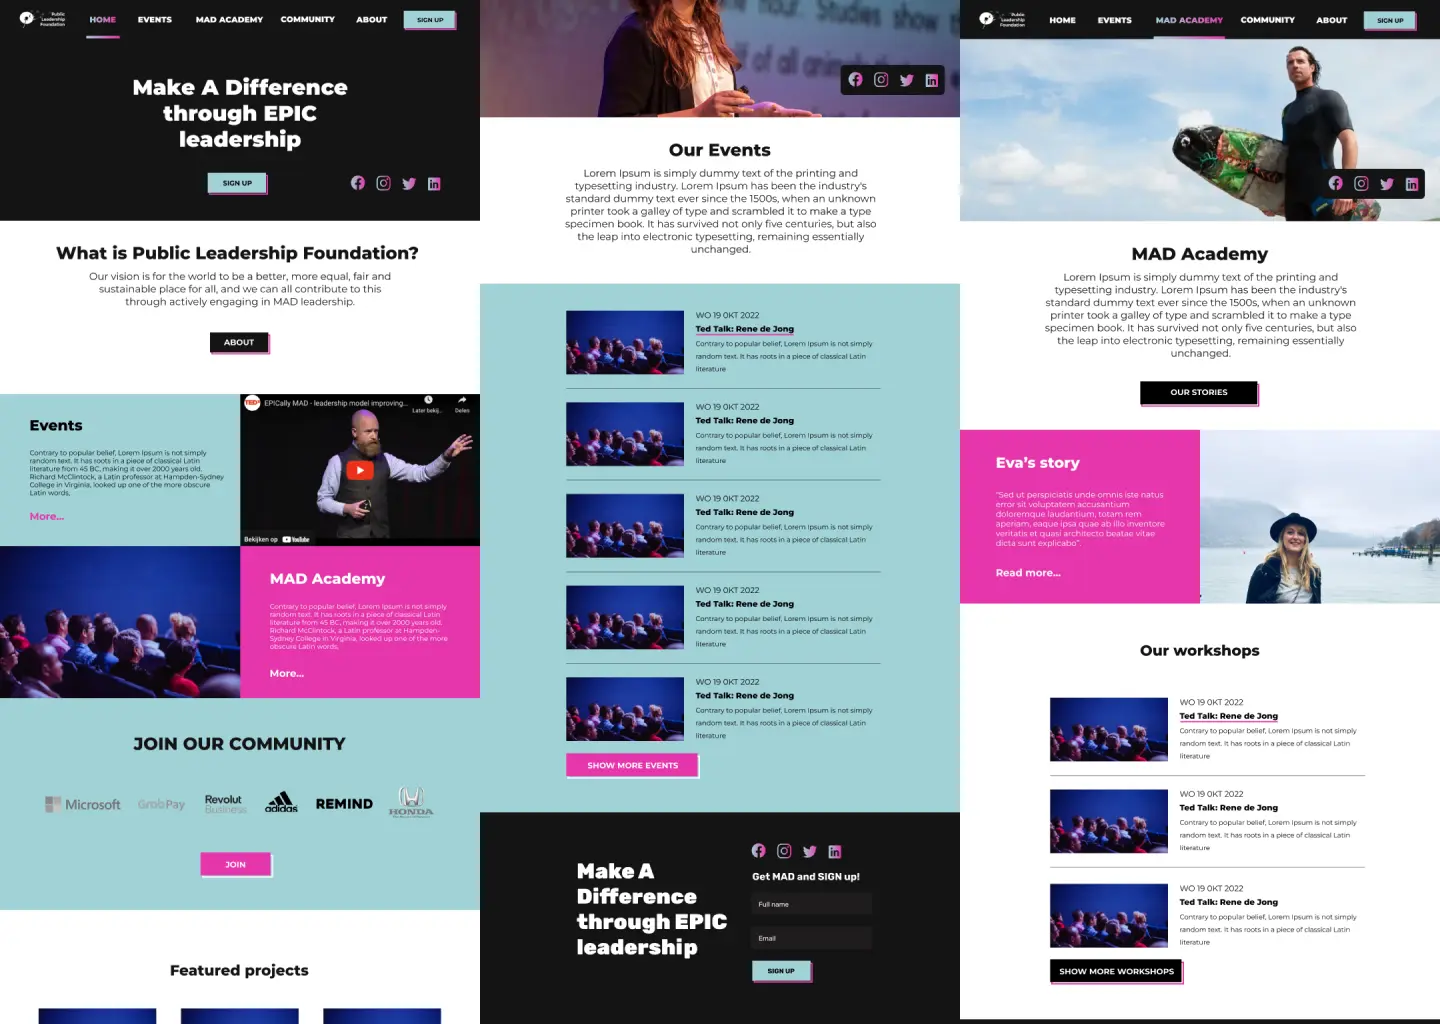 Public
Leadership
Foundation
HOME
EVENTS
MAD ACADEMY
COMMUNITY
ABOUT
SIGN UP
Make A Difference
through EPIC
leadership
SIGN UP
What is Public Leadership Foundation?
Our vision is for the world to be a better, more equal, fair and
sustainable place for all, and we can all contribute to this
through actively engaging in MAD leadership.
ABOUT
Events
Contrary to popular belief, Lorem Ipsum is not simply
random text. It has roots in a piece of classical Latin
literature from 45 BC, making it over 2000 years old.
Richard McClintock, a Latin professor at Hampden-Sydney
College in Virginia, looked up one of the more obscure
Latin words,
More...
TEDx
EPICally MAD - leadership model improving...
Later bekij...
Delen
Bekijken op YouTube
MAD Academy
Contrary to popular belief, Lorem Ipsum is not simply
random text. It has roots in a piece of classical Latin
literature from 45 BC, making it over 2000 years old.
Richard McClintock, a Latin professor at Hampden-
Sydney College in Virginia, looked up one of the more
obscure Latin words.
More...
JOIN OUR COMMUNITY
Microsoft
GrabPay
Revolut
Business
adidas
REMIND
HONDA
JOIN
Featured projects
our. Studies show th
of all anim
Our Events
Lorem Ipsum is simply dummy text of the printing and
typesetting industry. Lorem Ipsum has been the industry's
standard dummy text ever since the 1500s, when an unknown
printer took a galley of type and scrambled it to make a type
specimen book. It has survived not only five centuries, but also
the leap into electronic typesetting, remaining essentially
unchanged.
WO 19 OKT 2022
Ted Talk: Rene de Jong
Contrary to popular belief, Lorem Ipsum is not simply
random text. It has roots in a piece of classical Latin
literature
WO 19 OKT 2022
Ted Talk: Rene de Jong
Contrary to popular belief, Lorem Ipsum is not simply
random text. It has roots in a piece of classical Latin
literature
WO 19 OKT 2022
Ted Talk: Rene de Jong
Contrary to popular belief, Lorem Ipsum is not simply
random text. It has roots in a piece of classical Latin
literature
WO 19 OKT 2022
Ted Talk: Rene de Jong
Contrary to popular belief, Lorem Ipsum is not simply
random text. It has roots in a piece of classical Latin
literature
WO 19 OKT 2022
Ted Talk: Rene de Jong
Contrary to popular belief, Lorem Ipsum is not simply
random text. It has roots in a piece of classical Latin
literature
SHOW MORE EVENTS
Make A
Difference
through EPIC
leadership
Get MAD and SIGN up!
Full name
Email
SIGN UP
Public
Leadership
Foundation
HOME
EVENTS
MAD ACADEMY
COMMUNITY
ABOUT
SIGN UP
MAD Academy
Lorem Ipsum is simply dummy text of the printing and
typesetting industry. Lorem Ipsum has been the industry's
standard dummy text ever since the 1500s, when an unknown
printer took a galley of type and scrambled it to make a type
specimen book. It has survived not only five centuries, but also
the leap into electronic typesetting, remaining essentially
unchanged.
OUR STORIES
Eva's story
"Sed ut perspiciatis unde omnis iste natus
error sit voluptatem accusantium
doloremque laudantium, totam rem
aperiam, eaque ipsa quae ab illo inventore
veritatis et quasi architecto beatae vitae
dicta sunt explicabo".
Read more...
Our workshops
WO 19 OKT 2022
Ted Talk: Rene de Jong
Contrary to popular belief, Lorem Ipsum is not simply
random text. It has roots in a piece of classical Latin
literature
WO 19 OKT 2022
Ted Talk: Rene de Jong
Contrary to popular belief, Lorem Ipsum is not simply
random text. It has roots in a piece of classical Latin
literature
WO 19 OKT 2022
Ted Talk: Rene de Jong
Contrary to popular belief, Lorem Ipsum is not simply
random text. It has roots in a piece of classical Latin
literature
SHOW MORE WORKSHOPS